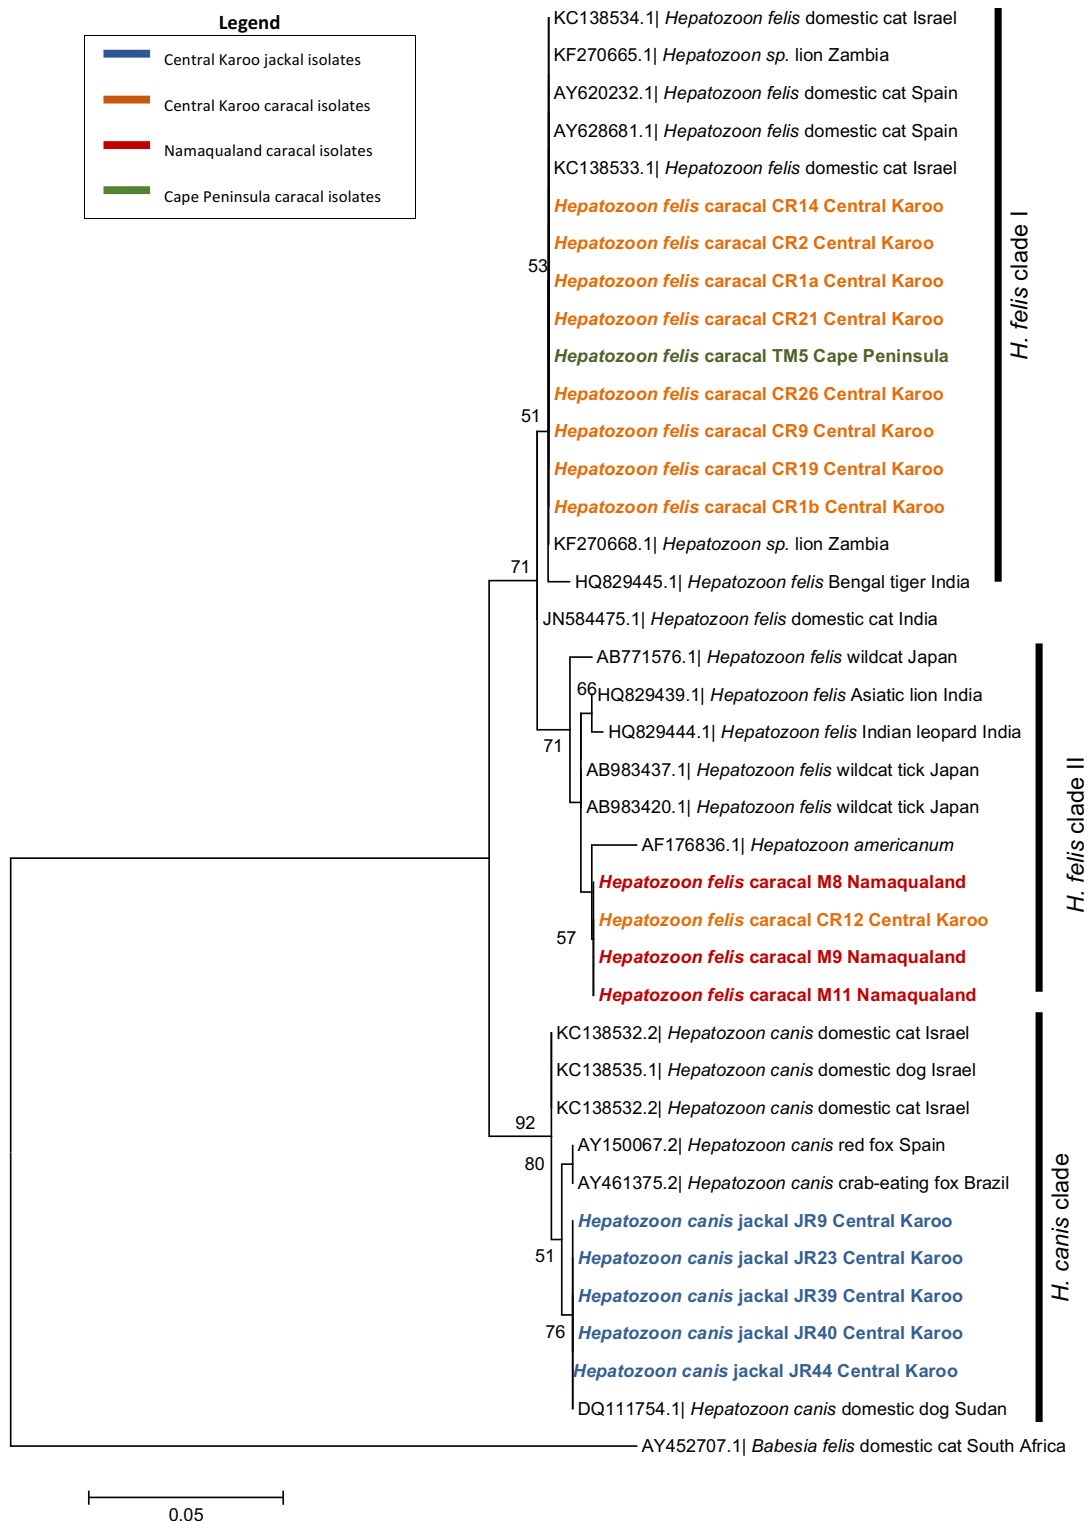 Legend
Central Karoo jackal isolates
Central Karoo caracal isolates
Namaqualand caracal isolates
Cape Peninsula caracal isolates
KC138534.1| Hepatozoon felis domestic cat Israel
KF270665.1| Hepatozoon sp. lion Zambia
AY620232.1| Hepatozoon felis domestic cat Spain
AY628681.1| Hepatozoon felis domestic cat Spain
KC138533.1| Hepatozoon felis domestic cat Israel
Hepatozoon felis caracal CR14 Central Karoo
Hepatozoon felis caracal CR2 Central Karoo
53
Hepatozoon felis caracal CR1a Central Karoo
Hepatozoon felis caracal CR21 Central Karoo
Hepatozoon felis caracal TM5 Cape Peninsula
Hepatozoon felis caracal CR26 Central Karoo
51
Hepatozoon felis caracal CR9 Central Karoo
Hepatozoon felis caracal CR19 Central Karoo
Hepatozoon felis caracal CR1b Central Karoo
KF270668.1| Hepatozoon sp. lion Zambia
71
HQ829445.1| Hepatozoon felis Bengal tiger India
H. felis clade I
JN584475.1| Hepatozoon felis domestic cat India
AB771576.1| Hepatozoon felis wildcat Japan
66
HQ829439.1| Hepatozoon felis Asiatic lion India
HQ829444.1| Hepatozoon felis Indian leopard India
71
AB983437.1| Hepatozoon felis wildcat tick Japan
AB983420.1| Hepatozoon felis wildcat tick Japan
AF176836.1| Hepatozoon americanum
Hepatozoon felis caracal M8 Namaqualand
Hepatozoon felis caracal CR12 Central Karoo
57
Hepatozoon felis caracal M9 Namaqualand
Hepatozoon felis caracal M11 Namaqualand
H. felis clade II
KC138532.2| Hepatozoon canis domestic cat Israel
KC138535.1| Hepatozoon canis domestic dog Israel
KC138532.2| Hepatozoon canis domestic cat Israel
92
AY150067.2| Hepatozoon canis red fox Spain
80
AY461375.2| Hepatozoon canis crab-eating fox Brazil
Hepatozoon canis jackal JR9 Central Karoo
51
Hepatozoon canis jackal JR23 Central Karoo
Hepatozoon canis jackal JR39 Central Karoo
76
Hepatozoon canis jackal JR40 Central Karoo
Hepatozoon canis jackal JR44 Central Karoo
DQ111754.1| Hepatozoon canis domestic dog Sudan
H. canis clade
AY452707.1| Babesia felis domestic cat South Africa
0.05